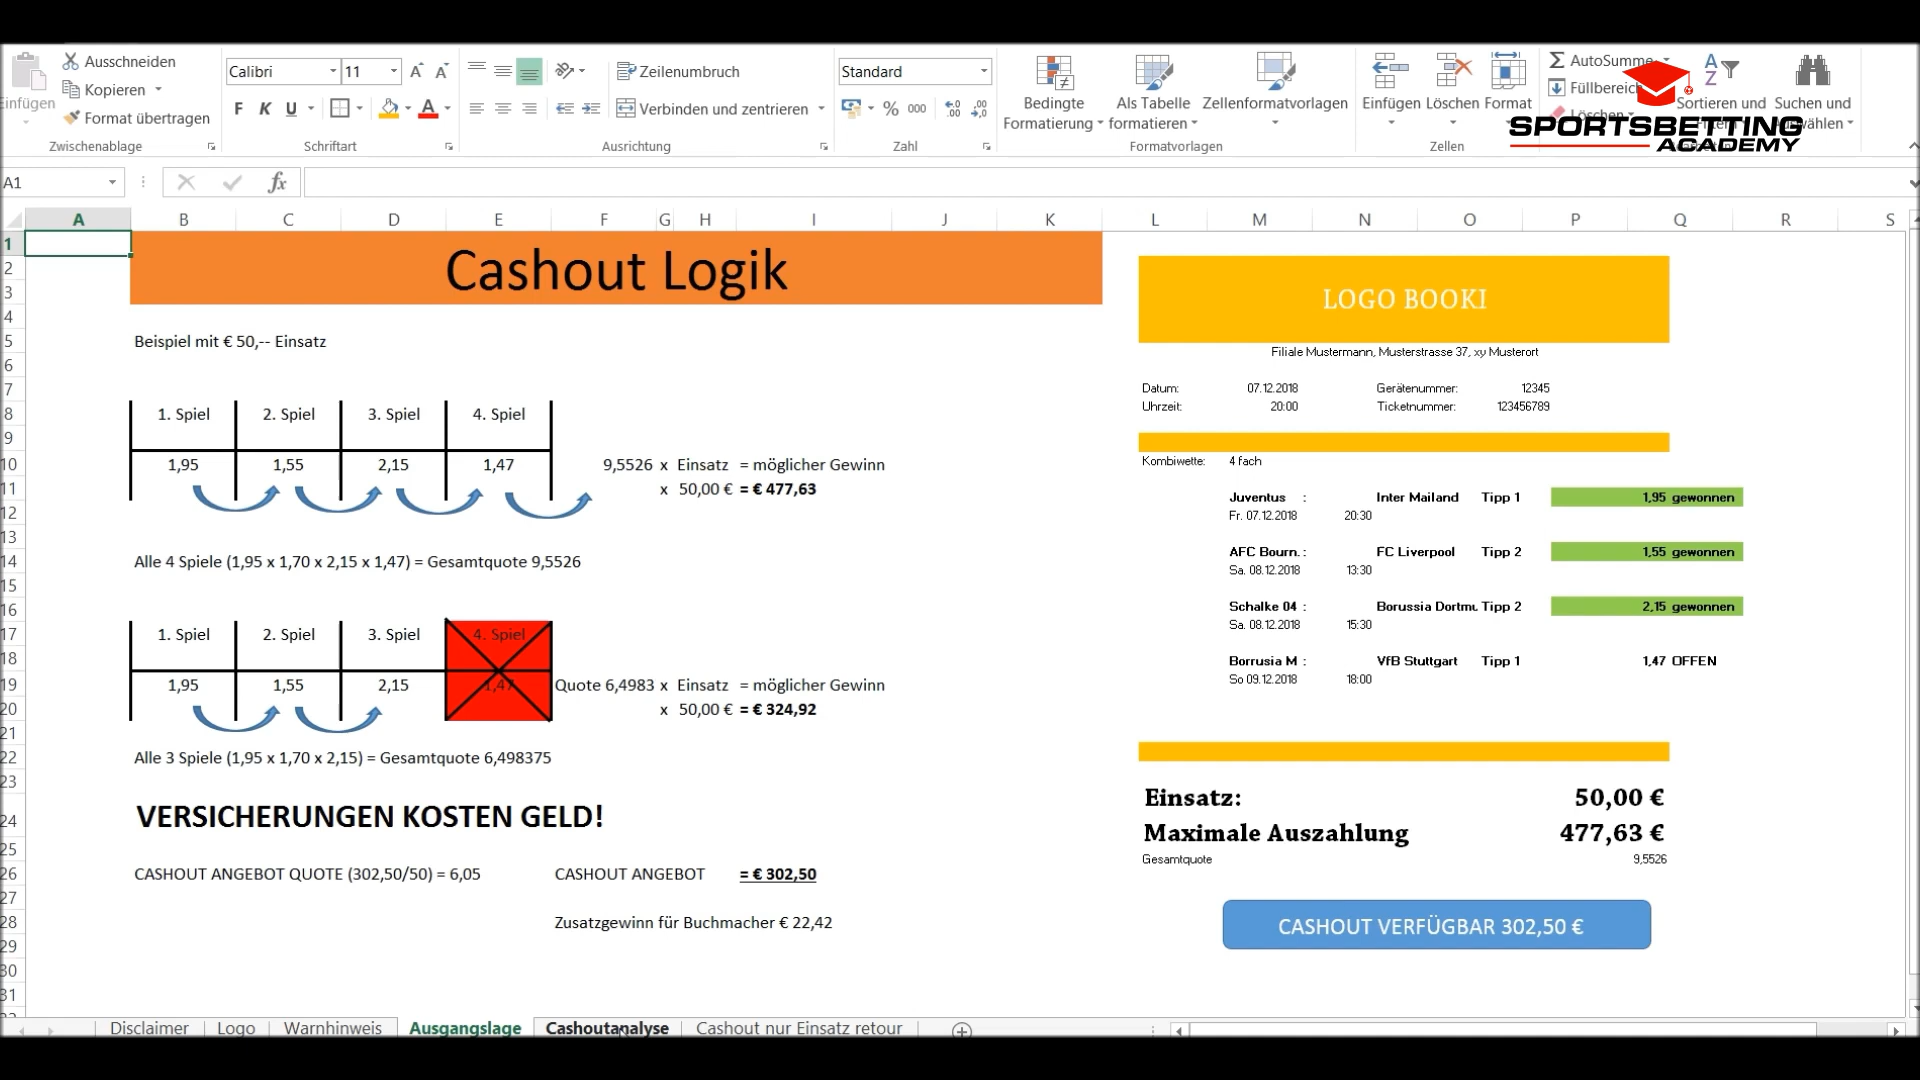 Ausschneiden
Kopieren
Format übertragen
Zwischenablage
Calibri 11
F K U
Schriftart
Zeilenumbruch
Verbinden und zentrieren
Ausrichtung
Standard
% 000
Zahl
Bedingte Formatierung
Als Tabelle formatieren
Zellenformatvorlagen
Formatvorlagen
Einfügen Löschen Format
Zellen
AutoSumme
Löschen
Sortieren und
Suchen und
SPORTSBETTING
ACADEMY
A1
fx
A B C D E F G H I J K L M N O P Q R S
Cashout Logik
Beispiel mit € 50,-- Einsatz
1. Spiel 2. Spiel 3. Spiel 4. Spiel
1,95 1,55 2,15 1,47 9,5526 x Einsatz = möglicher Gewinn
x 50,00 € = € 477,63
Alle 4 Spiele (1,95 x 1,70 x 2,15 x 1,47) = Gesamtquote 9,5526
1. Spiel 2. Spiel 3. Spiel 4. Spiel
1,95 1,55 2,15 1,47 Quote 6,4983 x Einsatz = möglicher Gewinn
x 50,00 € = € 324,92
Alle 3 Spiele (1,95 x 1,70 x 2,15) = Gesamtquote 6,498375
VERSICHERUNGEN KOSTEN GELD!
CASHOUT ANGEBOT QUOTE (302,50/50) = 6,05 CASHOUT ANGEBOT = € 302,50
Zusatzgewinn für Buchmacher € 22,42
LOGO BOOKI
Filiale Mustermann, Musterstrasse 37, xy Musterort
Datum: 07.12.2018 Gerätenummer: 12345
Uhrzeit: 20:00 Ticketnummer: 123456789
Kombiwette: 4 fach
Juventus : Inter Mailand Tipp 1 1,95 gewonnen
Fr. 07.12.2018 20:30
AFC Bourn. : FC Liverpool Tipp 2 1,55 gewonnen
Sa. 08.12.2018 13:30
Schalke 04 : Borussia Dortmu Tipp 2 2,15 gewonnen
Sa. 08.12.2018 15:30
Borrusia M : VfB Stuttgart Tipp 1 1,47 OFFEN
So 09.12.2018 18:00
Einsatz: 50,00 €
Maximale Auszahlung 477,63 €
Gesamtquote 9,5526
CASHOUT VERFÜGBAR 302,50 €
Disclaimer Logo Warnhinweis Ausgangslage Cashoutanalyse Cashout nur Einsatz retour